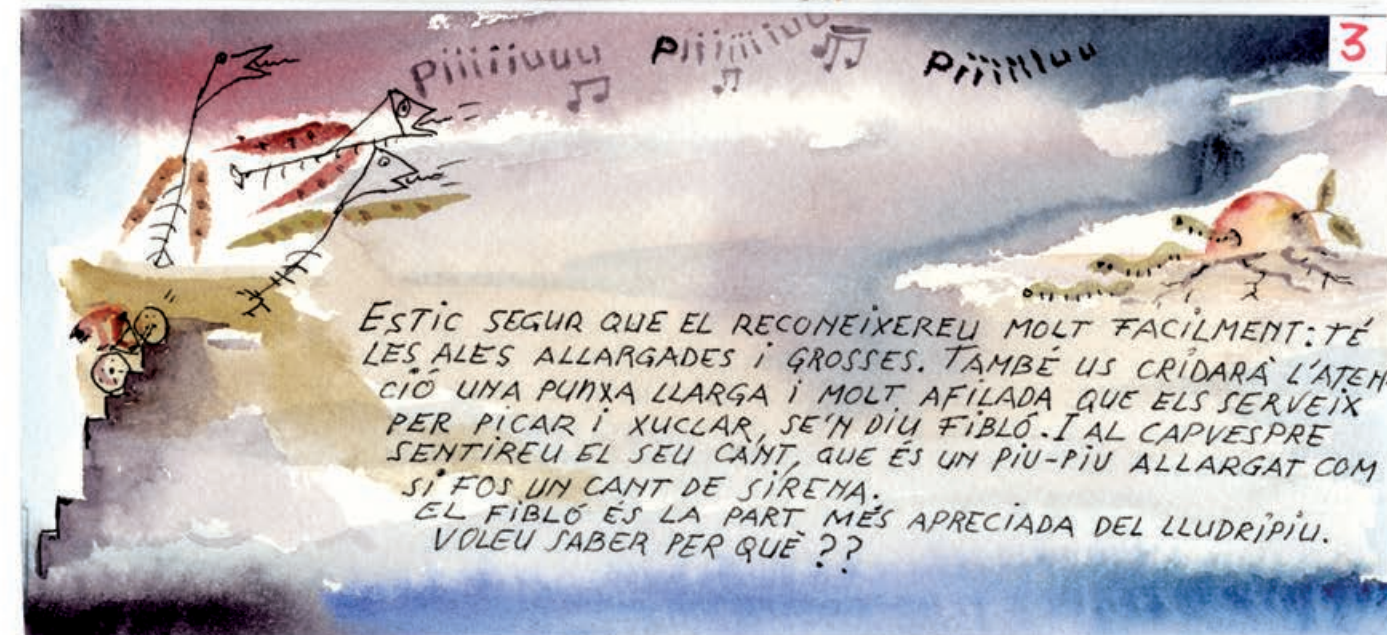 Piiiiiuuu
Piiiiiiuuu
Piiiiiuu
3
ESTIC SEGUR QUE EL RECONEIXEREU MOLT FÀCILMENT: TÉ
LES ALES ALLARGADES I GROSSES. TAMBÉ US CRIDARÀ L'ATEN-
CIÓ UNA PUNXA LLARGA I MOLT AFILADA QUE ELS SERVEIX
PER PICAR I XUCLAR, SE'N DIU FIBLÓ. I AL CAPVESPRE
SENTIREU EL SEU CANT, QUE ÉS UN PIU-PIU ALLARGAT COM
SI FOS UN CANT DE SIRENA.
EL FIBLÓ ÉS LA PART MÉS APRECIADA DEL LLUDRIPIU.
VOLEU SABER PER QUÈ ??